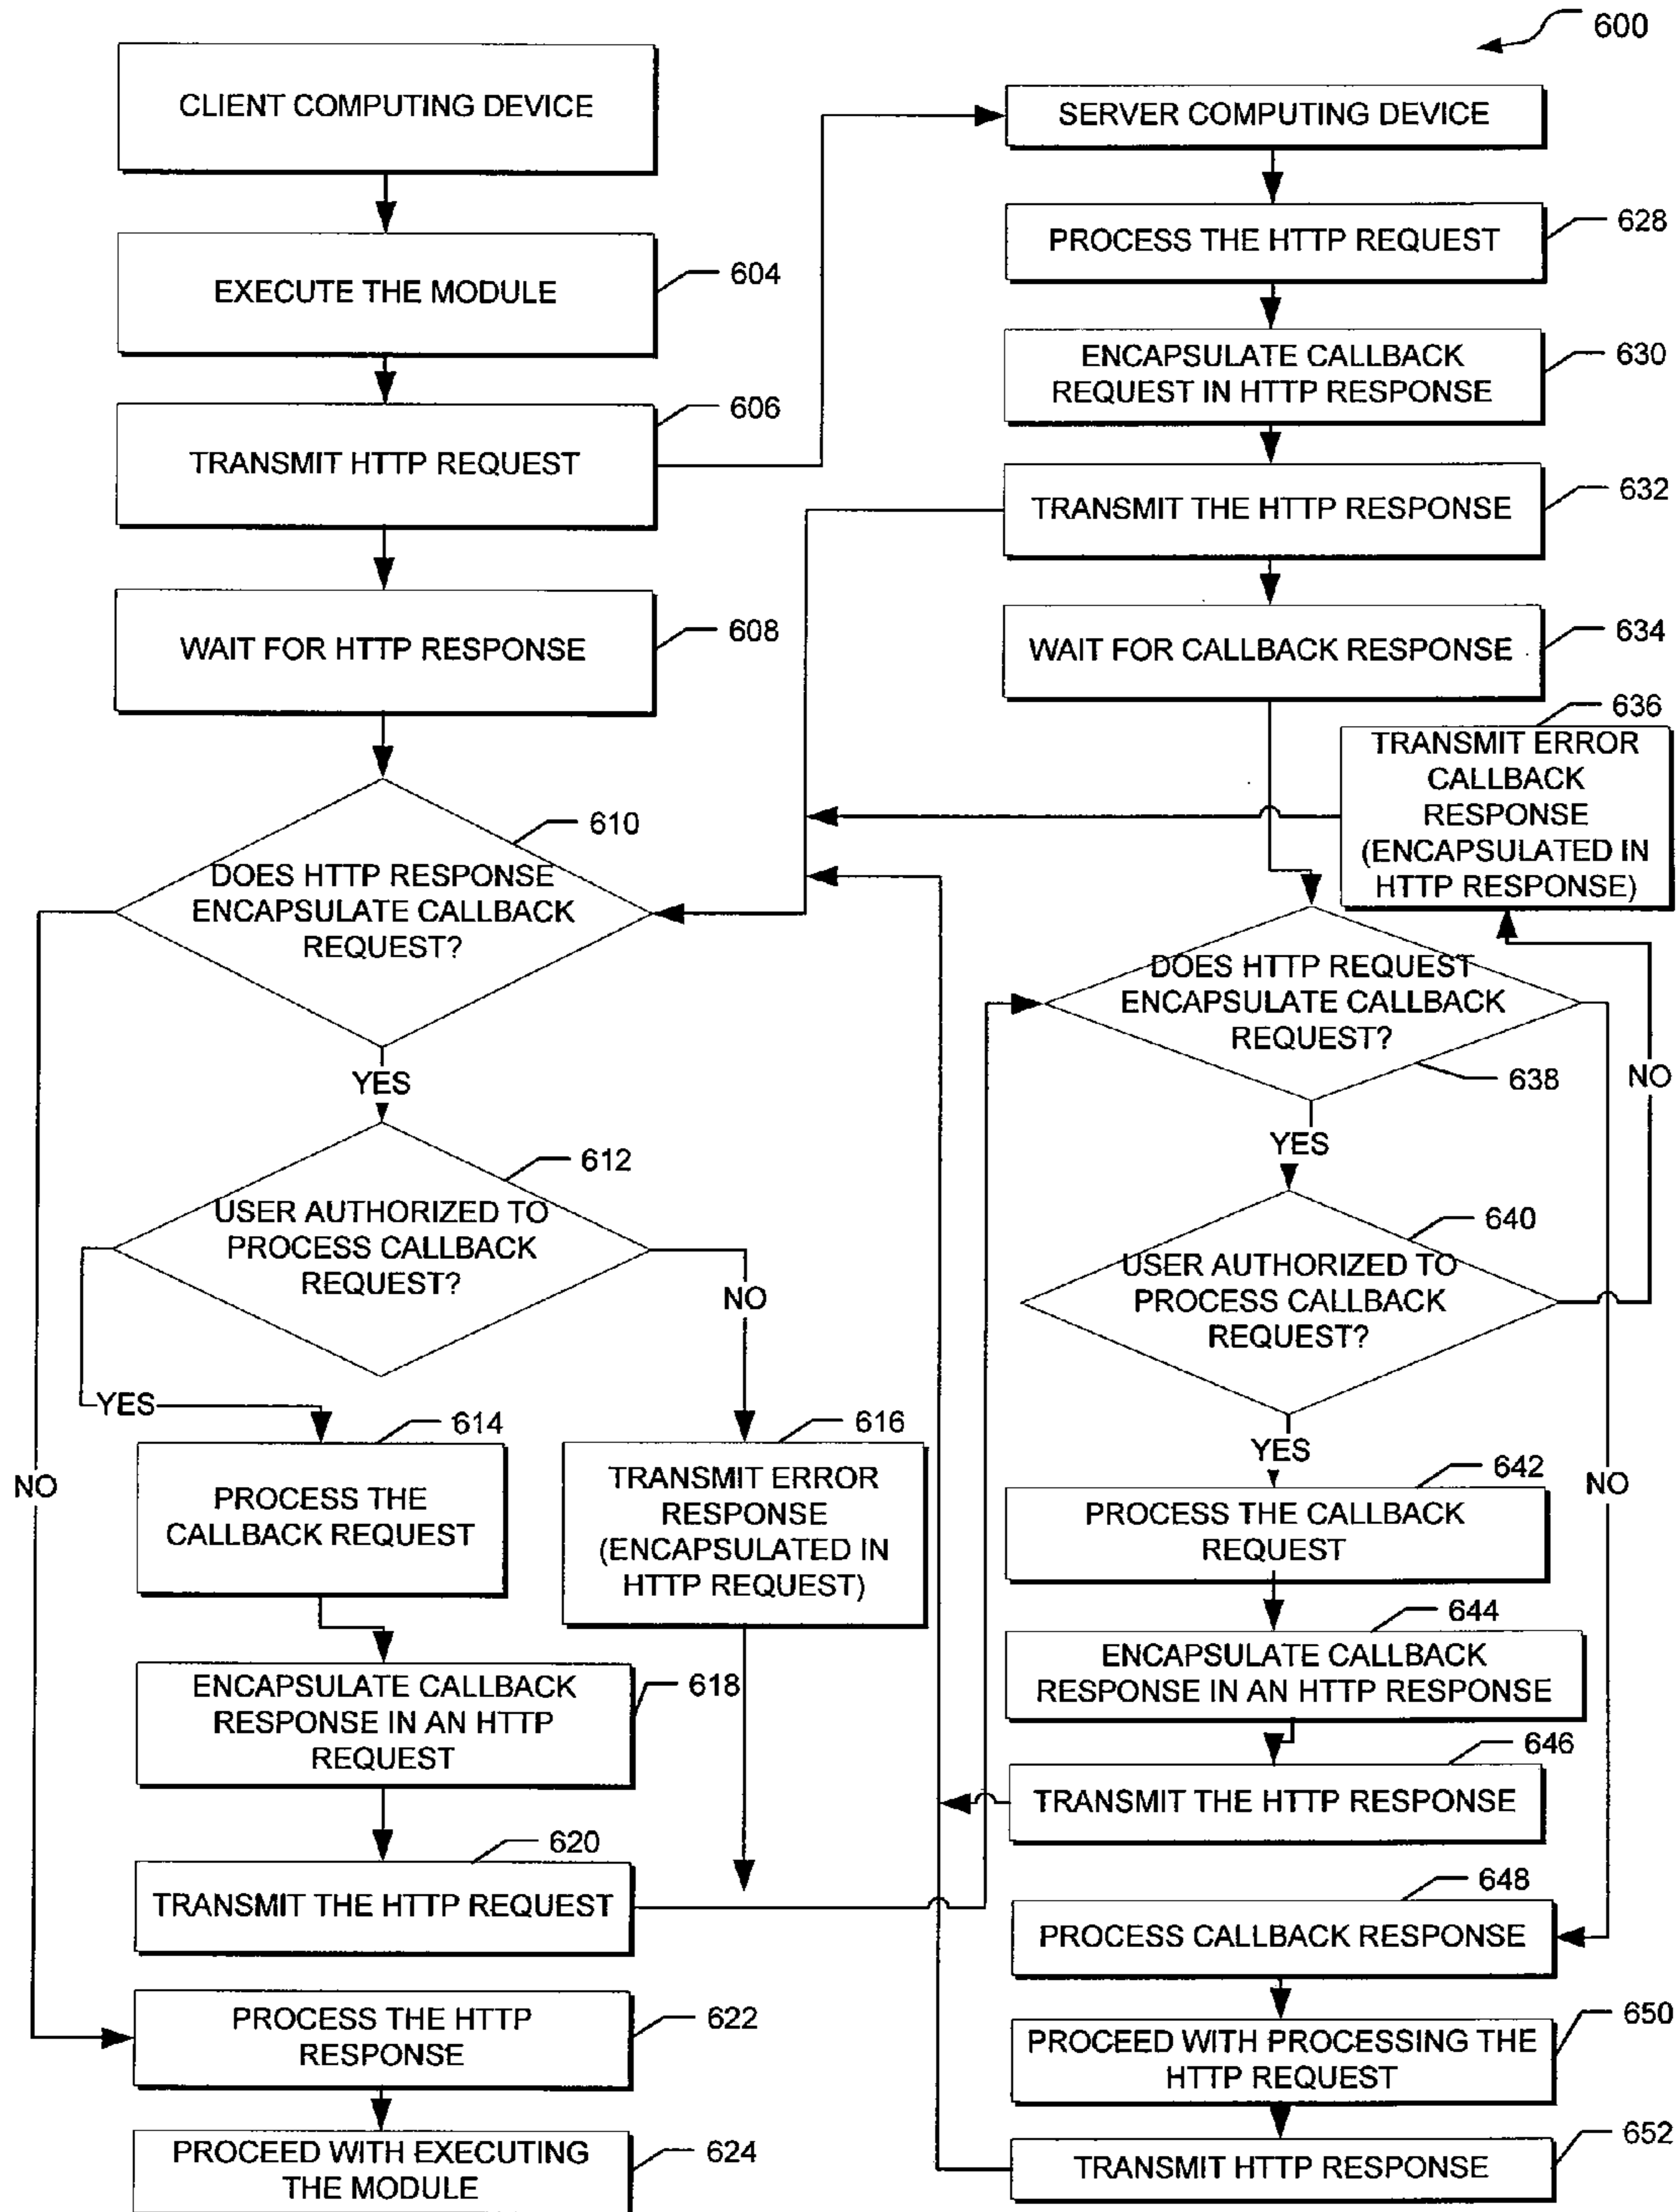 600
CLIENT COMPUTING DEVICE
EXECUTE THE MODULE
604
TRANSMIT HTTP REQUEST
606
WAIT FOR HTTP RESPONSE
608
DOES HTTP RESPONSE
ENCAPSULATE CALLBACK
REQUEST?
610
YES
NO
USER AUTHORIZED TO
PROCESS CALLBACK
REQUEST?
612
YES
NO
PROCESS THE
CALLBACK REQUEST
614
TRANSMIT ERROR
RESPONSE
(ENCAPSULATED IN
HTTP REQUEST)
616
ENCAPSULATE CALLBACK
RESPONSE IN AN HTTP
REQUEST
618
TRANSMIT THE HTTP REQUEST
620
PROCESS THE HTTP
RESPONSE
622
PROCEED WITH EXECUTING
THE MODULE
624
SERVER COMPUTING DEVICE
PROCESS THE HTTP REQUEST
628
ENCAPSULATE CALLBACK
REQUEST IN HTTP RESPONSE
630
TRANSMIT THE HTTP RESPONSE
632
WAIT FOR CALLBACK RESPONSE
634
TRANSMIT ERROR
CALLBACK
RESPONSE
(ENCAPSULATED IN
HTTP RESPONSE)
636
DOES HTTP REQUEST
ENCAPSULATE CALLBACK
REQUEST?
638
YES
NO
USER AUTHORIZED TO
PROCESS CALLBACK
REQUEST?
640
YES
NO
PROCESS THE CALLBACK
REQUEST
642
ENCAPSULATE CALLBACK
RESPONSE IN AN HTTP RESPONSE
644
TRANSMIT THE HTTP RESPONSE
646
PROCESS CALLBACK RESPONSE
648
PROCEED WITH PROCESSING THE
HTTP REQUEST
650
TRANSMIT HTTP RESPONSE
652